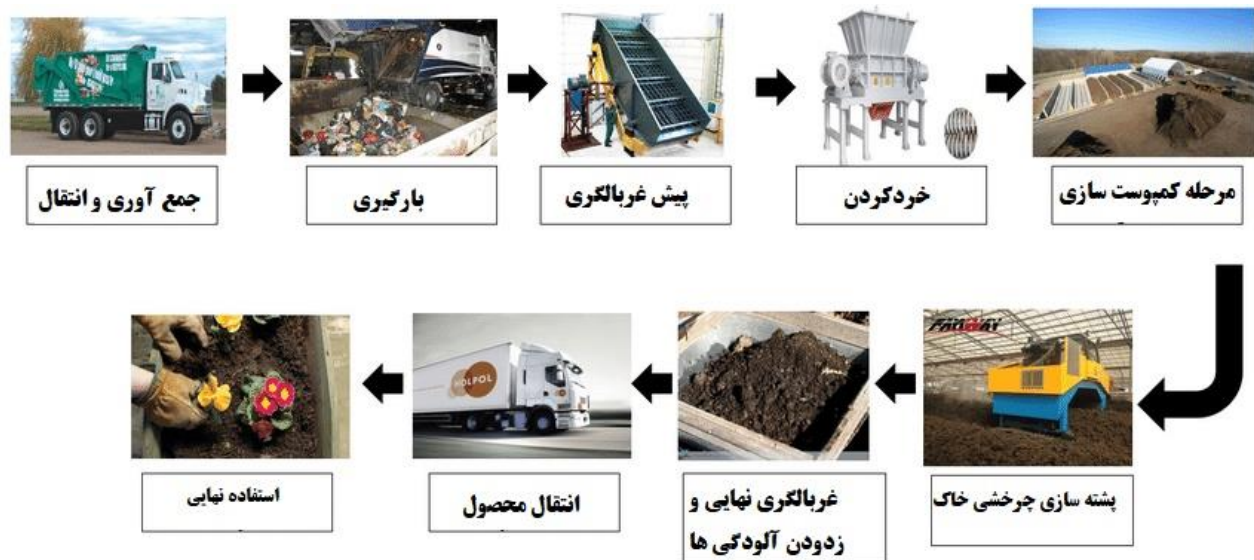 جمع آوری و انتقال
بارگیری
پیش غربالگری
خردکردن
مرحله کمپوست سازی
پشته سازی چرخشی خاک
غربالگری نهایی و
زدودن آلودگی ها
انتقال محصول
HOLPOL
استفاده نهایی